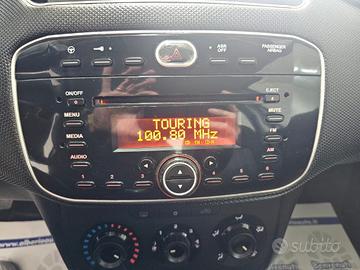 ASR OFF
PASSENGER AIRBAG
ON/OFF
EJECT
MENU
MUTE
TOURING
100.80 MHz
MEDIA
FM
AUDIO
AM
1 2 3 4 5 6
Subito